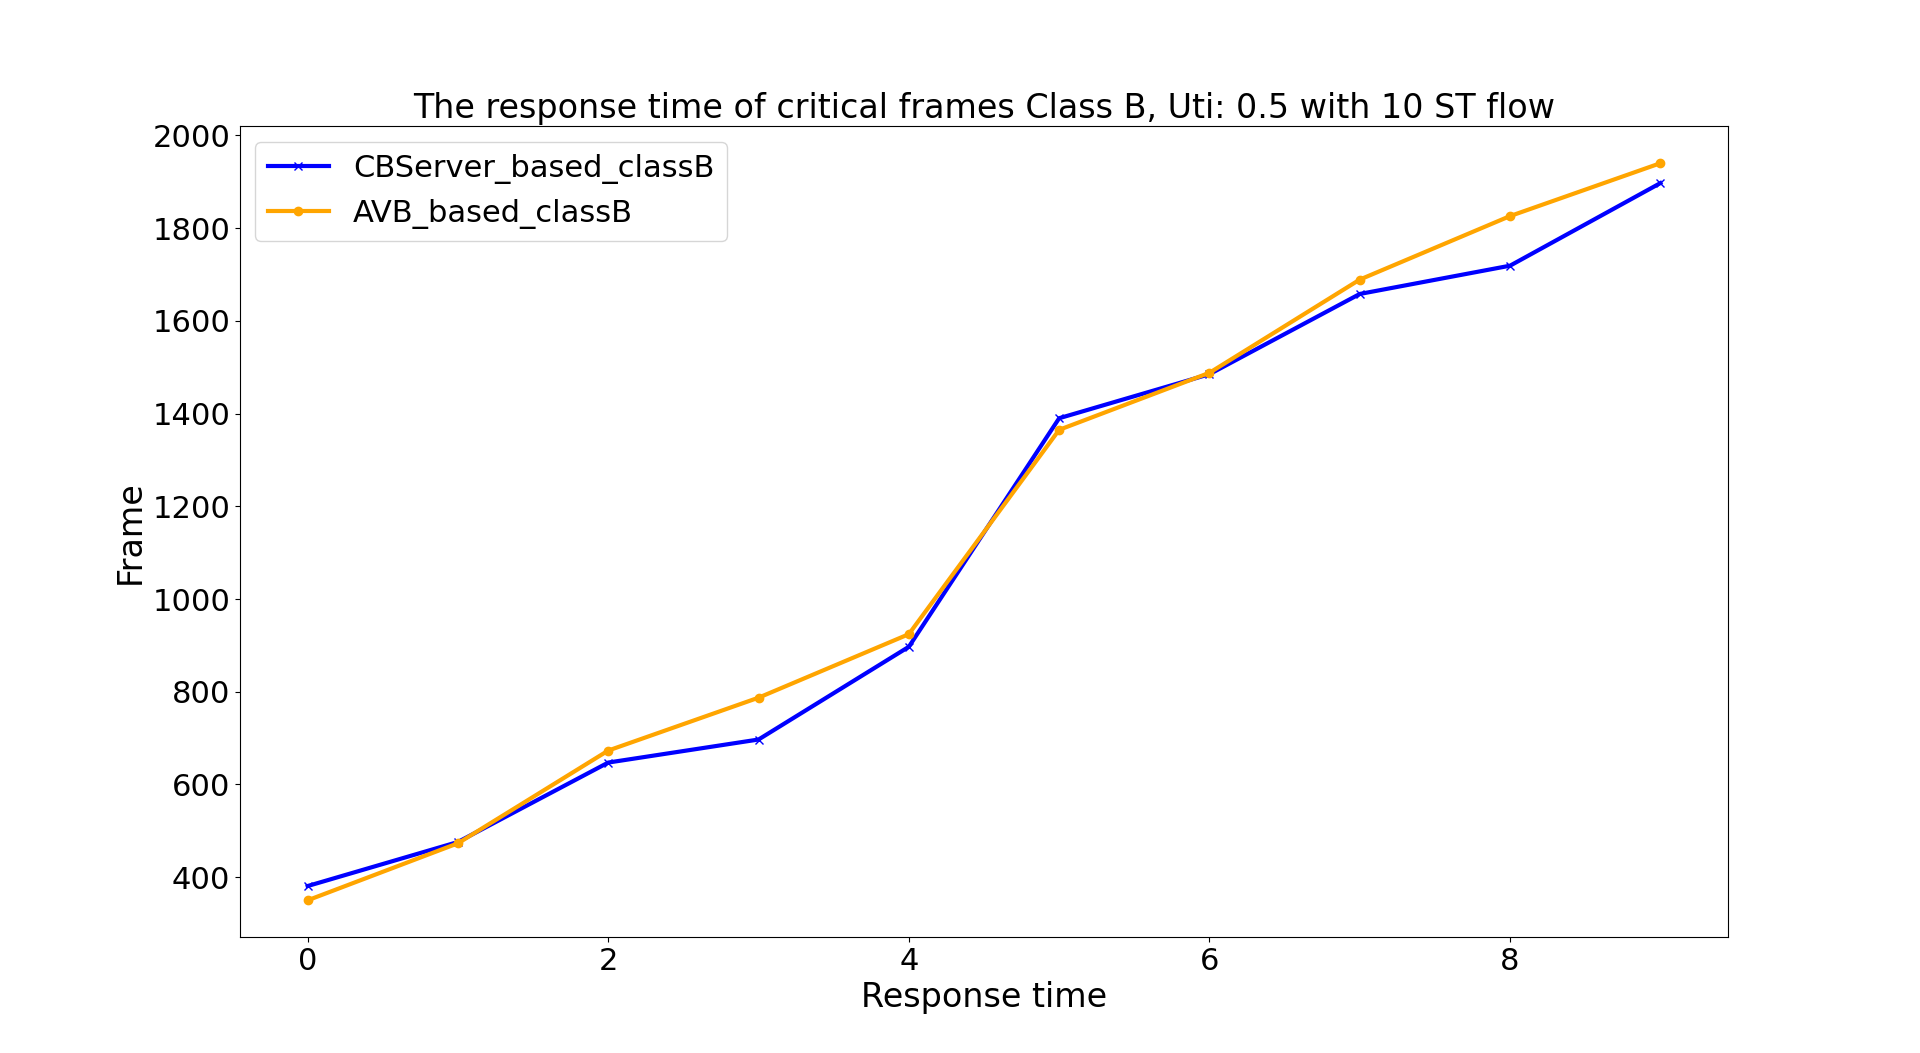 The response time of critical frames Class B, Uti: 0.5 with 10 ST flow
CBServer_based_classB
AVB_based_classB
2000
1800
1600
1400
1200
1000
800
600
400
Frame
0 2 4 6 8
Response time